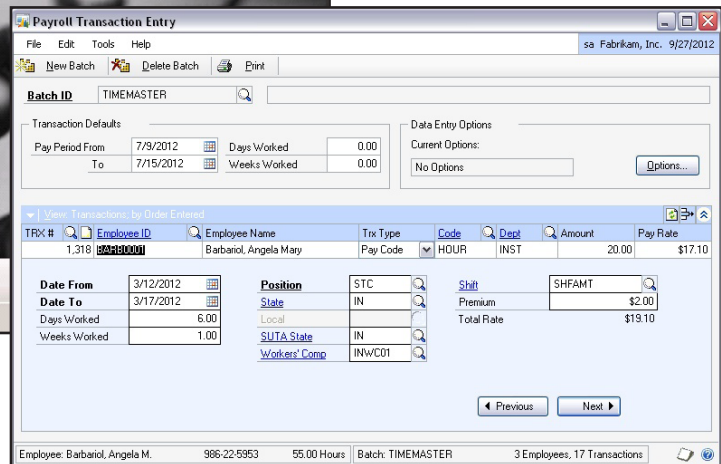 Payroll Transaction Entry
File Edit Tools Help sa Fabrikam, Inc. 9/27/2012
New Batch Delete Batch Print
Batch ID TIMEMASTER
Transaction Defaults Data Entry Options
Pay Period From 7/9/2012 Days Worked 0.00 Current Options:
To 7/15/2012 Weeks Worked 0.00 No Options Options...
View: Transactions; by Order Entered
TRX # Employee ID Employee Name Trx Type Code Dept Amount Pay Rate
1,318 BARB0001 Barbariol, Angela Mary Pay Code HOUR INST 20.00 $17.10
Date From 3/12/2012 Position STC Shift SHFAMT
Date To 3/17/2012 State IN Premium $2.00
Days Worked 6.00 Local Total Rate $19.10
Weeks Worked 1.00 SUTA State IN
Workers' Comp INWC01
Previous Next
Employee: Barbariol, Angela M. 986-22-5953 55.00 Hours Batch: TIMEMASTER 3 Employees, 17 Transactions